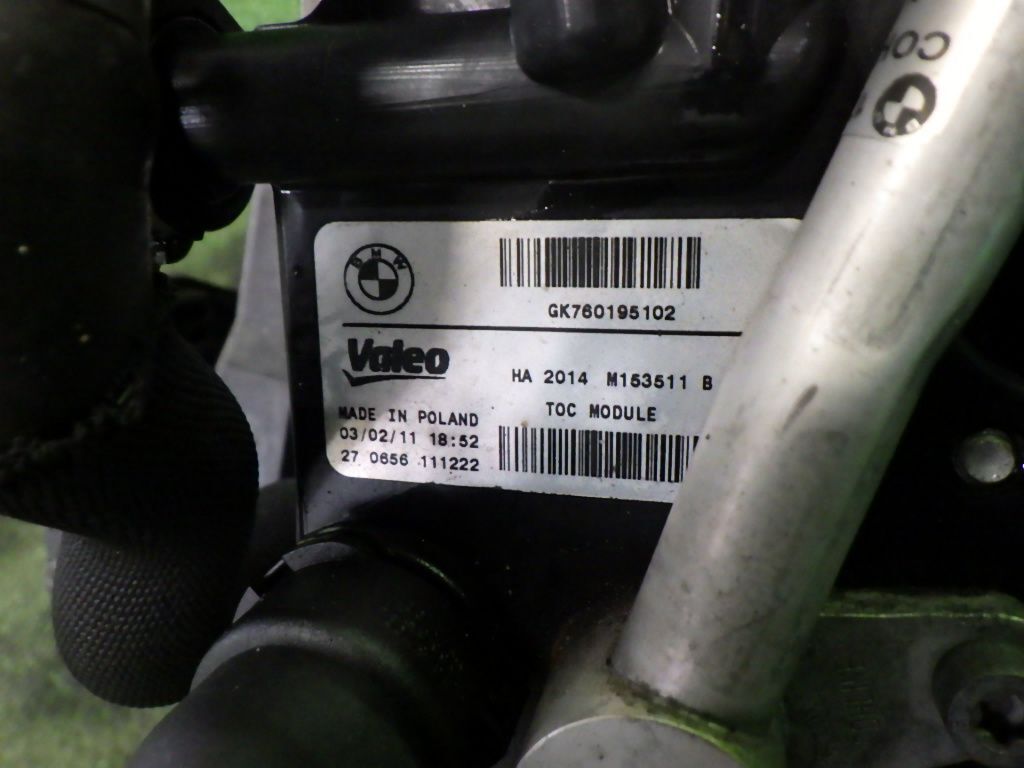 BMW
GK760195102
Valeo
HA 2014 M153511 B
TOC MODULE
MADE IN POLAND
03/02/11 18:52
27 0656 111222